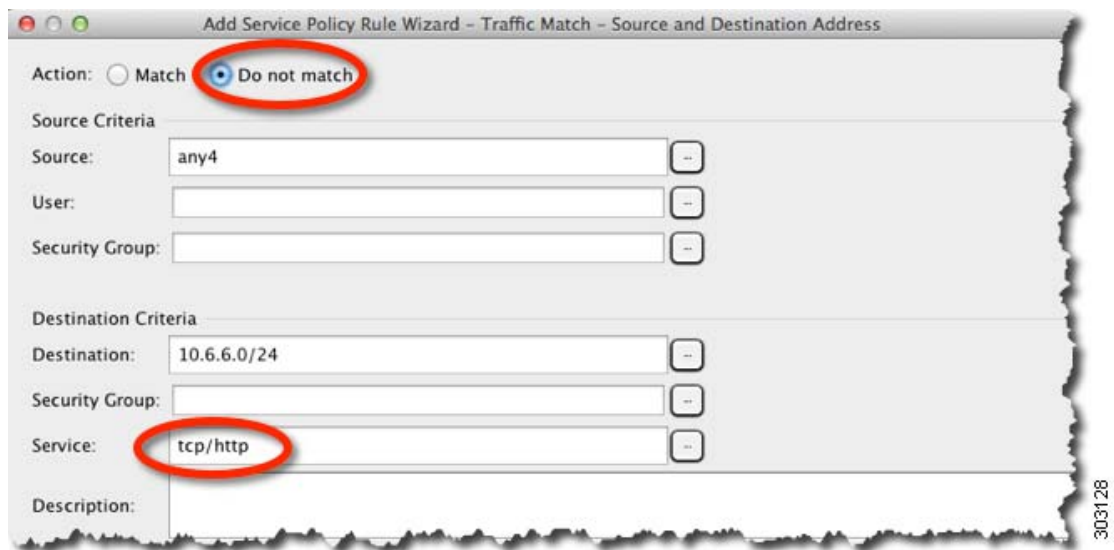 Add Service Policy Rule Wizard - Traffic Match - Source and Destination Address
Action: Match Do not match
Source Criteria
Source: any4 ...
User: ...
Security Group: ...
Destination Criteria
Destination: 10.6.6.0/24 ...
Security Group: ...
Service: tcp/http ...
Description:
303128